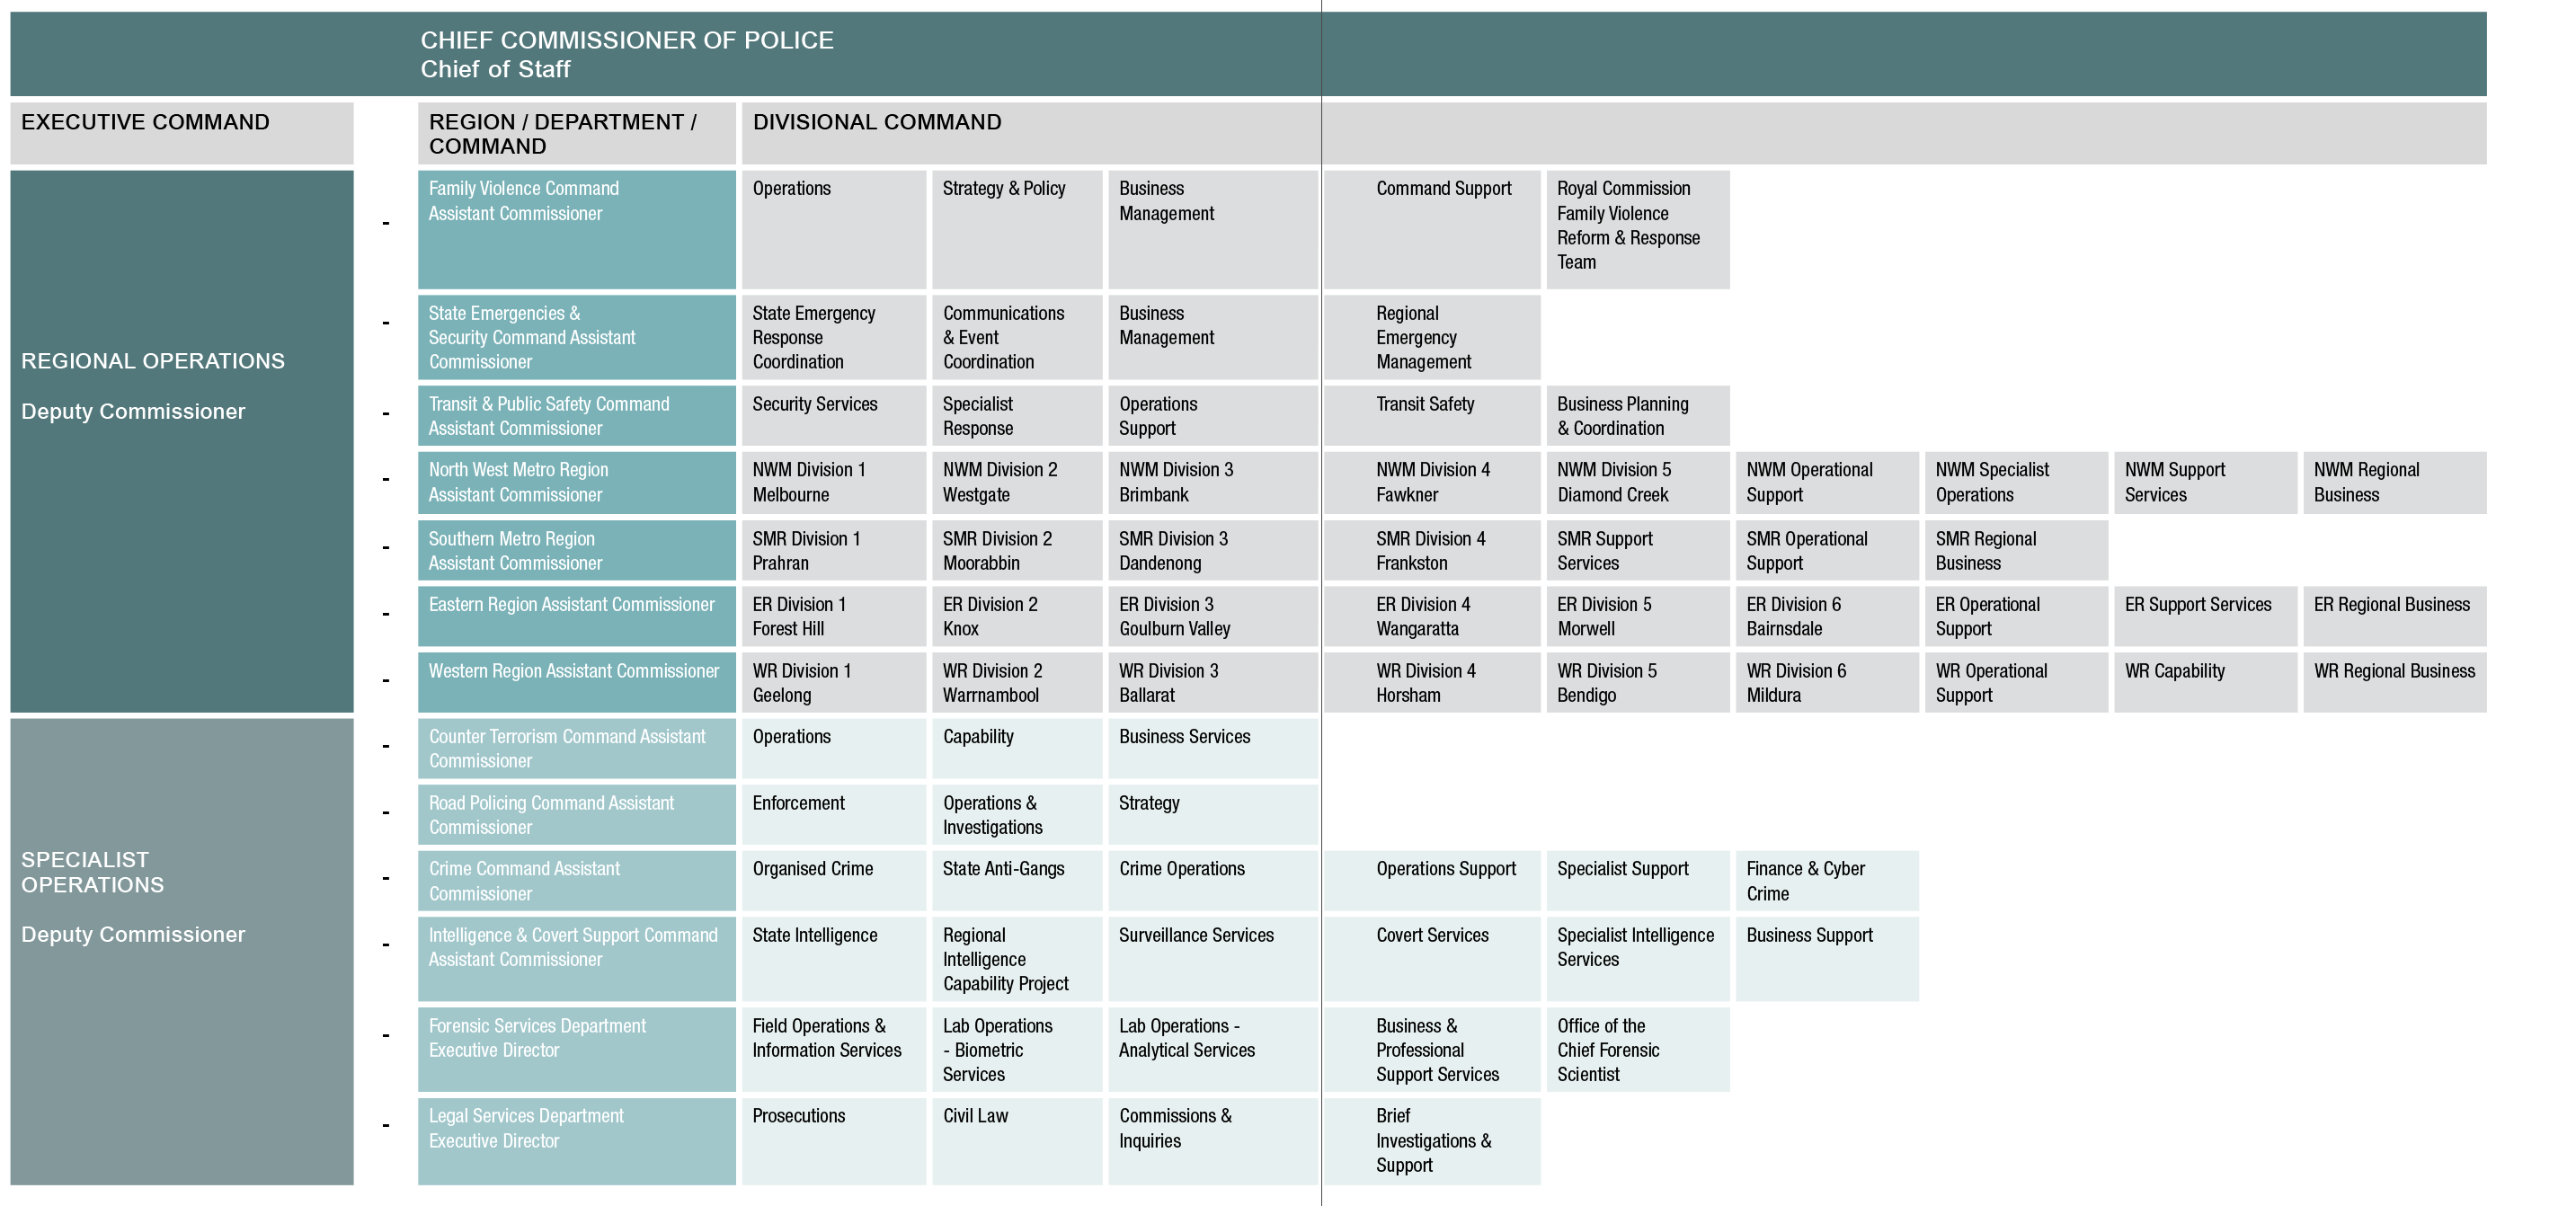 CHIEF COMMISSIONER OF POLICE
Chief of Staff
EXECUTIVE COMMAND
REGION / DEPARTMENT /
COMMAND
DIVISIONAL COMMAND
REGIONAL OPERATIONS
Deputy Commissioner
-
Family Violence Command
Assistant Commissioner
Operations
Strategy & Policy
Business
Management
Command Support
Royal Commission
Family Violence
Reform & Response
Team
-
State Emergencies &
Security Command Assistant
Commissioner
State Emergency
Response
Coordination
Communications
& Event
Coordination
Business
Management
Regional
Emergency
Management
-
Transit & Public Safety Command
Assistant Commissioner
Security Services
Specialist
Response
Operations
Support
Transit Safety
Business Planning
& Coordination
-
North West Metro Region
Assistant Commissioner
NWM Division 1
Melbourne
NWM Division 2
Westgate
NWM Division 3
Brimbank
NWM Division 4
Fawkner
NWM Division 5
Diamond Creek
NWM Operational
Support
NWM Specialist
Operations
NWM Support
Services
NWM Regional
Business
-
Southern Metro Region
Assistant Commissioner
SMR Division 1
Prahran
SMR Division 2
Moorabbin
SMR Division 3
Dandenong
SMR Division 4
Frankston
SMR Support
Services
SMR Operational
Support
SMR Regional
Business
-
Eastern Region Assistant Commissioner
ER Division 1
Forest Hill
ER Division 2
Knox
ER Division 3
Goulburn Valley
ER Division 4
Wangaratta
ER Division 5
Morwell
ER Division 6
Bairnsdale
ER Operational
Support
ER Support Services
ER Regional Business
-
Western Region Assistant Commissioner
WR Division 1
Geelong
WR Division 2
Warrnambool
WR Division 3
Ballarat
WR Division 4
Horsham
WR Division 5
Bendigo
WR Division 6
Mildura
WR Operational
Support
WR Capability
WR Regional Business
SPECIALIST
OPERATIONS
Deputy Commissioner
-
Counter Terrorism Command Assistant
Commissioner
Operations
Capability
Business Services
-
Road Policing Command Assistant
Commissioner
Enforcement
Operations &
Investigations
Strategy
-
Crime Command Assistant
Commissioner
Organised Crime
State Anti-Gangs
Crime Operations
Operations Support
Specialist Support
Finance & Cyber
Crime
-
Intelligence & Covert Support Command
Assistant Commissioner
State Intelligence
Regional
Intelligence
Capability Project
Surveillance Services
Covert Services
Specialist Intelligence
Services
Business Support
-
Forensic Services Department
Executive Director
Field Operations &
Information Services
Lab Operations
- Biometric
Services
Lab Operations -
Analytical Services
Business &
Professional
Support Services
Office of the
Chief Forensic
Scientist
-
Legal Services Department
Executive Director
Prosecutions
Civil Law
Commissions &
Inquiries
Brief
Investigations &
Support